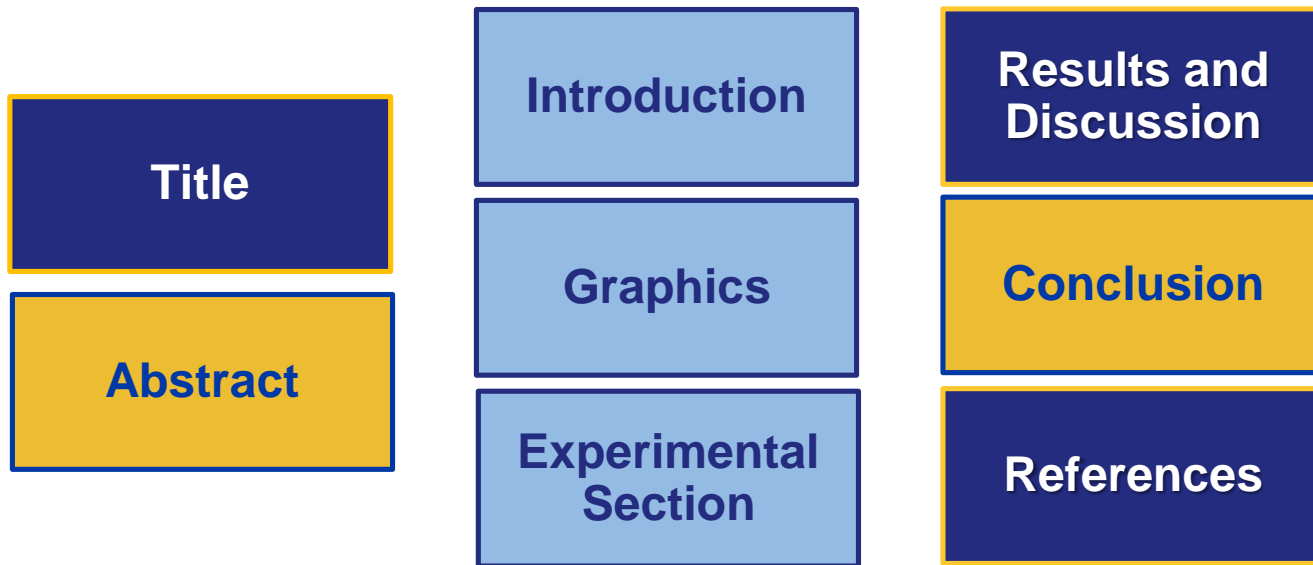 Title
Abstract
Introduction
Graphics
Experimental
Section
Results and
Discussion
Conclusion
References